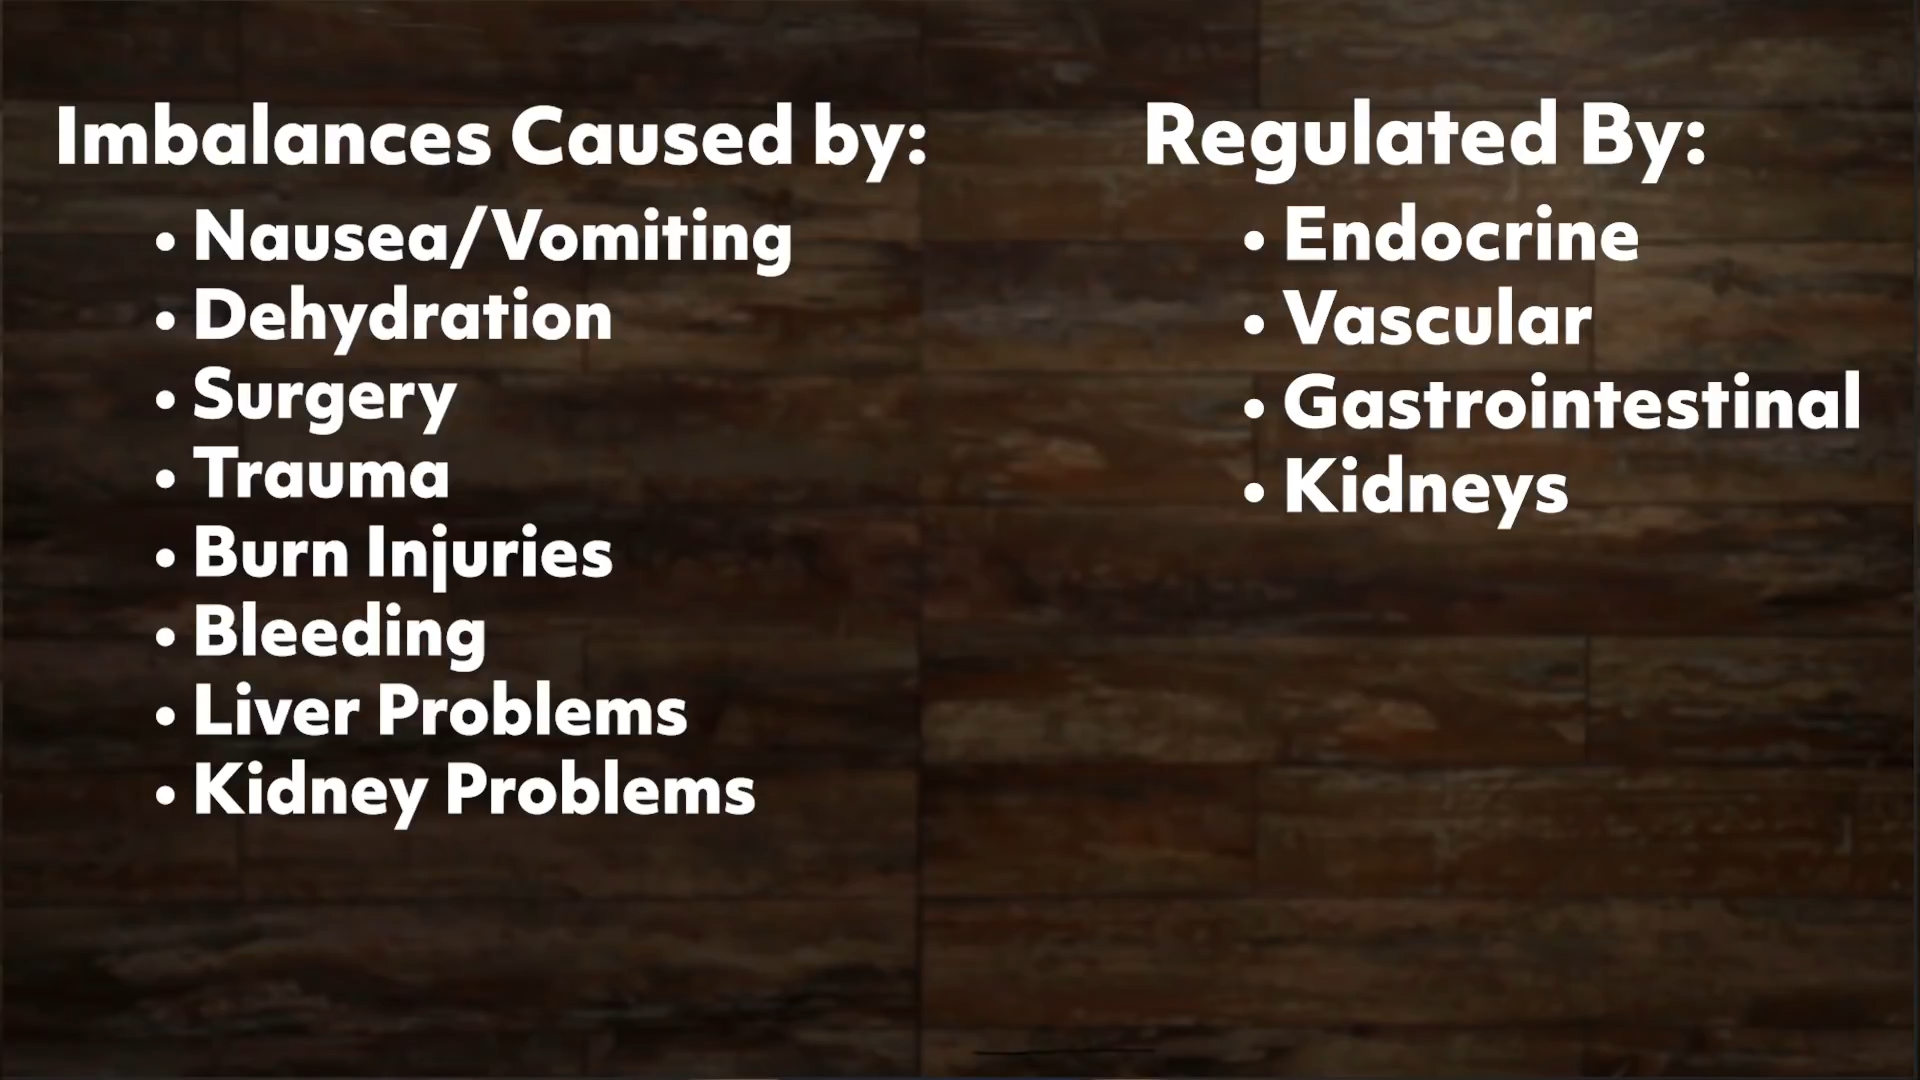 Imbalances Caused by:
• Nausea/Vomiting
• Dehydration
• Surgery
• Trauma
• Burn Injuries
• Bleeding
• Liver Problems
• Kidney Problems
Regulated By:
• Endocrine
• Vascular
• Gastrointestinal
• Kidneys